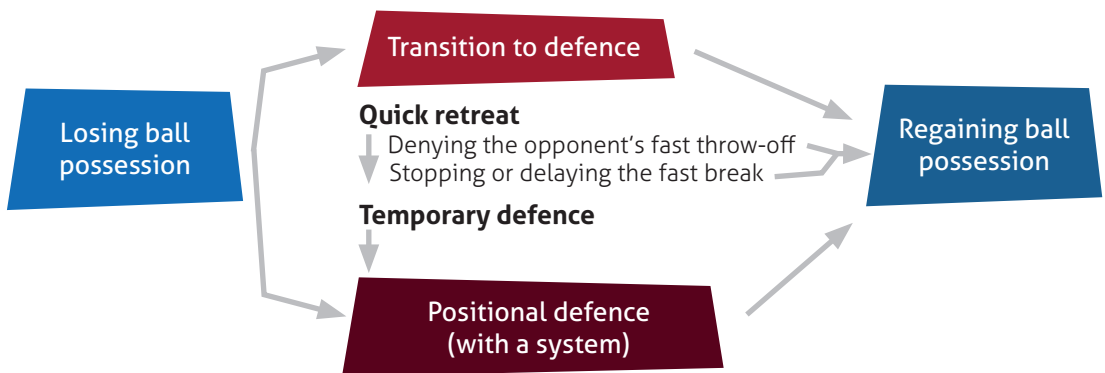 Losing ball
possession
Transition to defence
Quick retreat
Denying the opponent’s fast throw-off
Stopping or delaying the fast break
Temporary defence
Positional defence
(with a system)
Regaining ball
possession